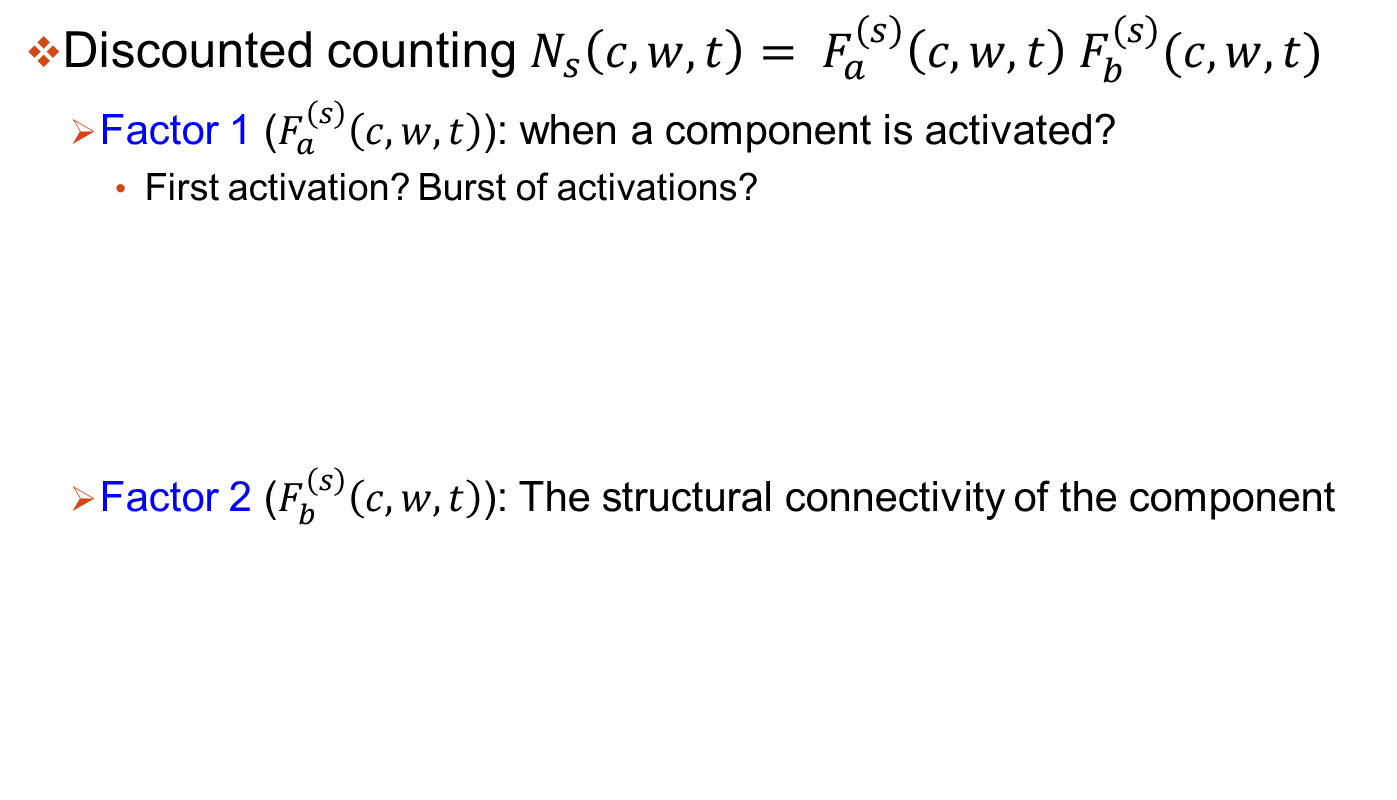 ❖Discounted counting $N_s(c, w, t) = F_a^{(s)}(c, w, t) \, F_b^{(s)}(c, w, t)$
➢Factor 1 ($F_a^{(s)}(c, w, t)$): when a component is activated?
• First activation? Burst of activations?
➢Factor 2 ($F_b^{(s)}(c, w, t)$): The structural connectivity of the component